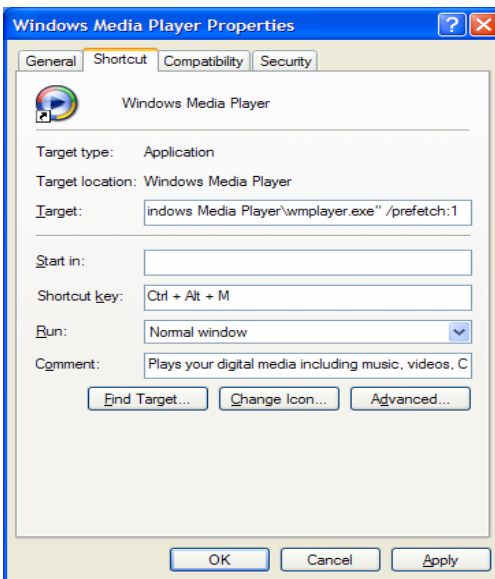 Windows Media Player Properties
General Shortcut Compatibility Security
Windows Media Player
Target type: Application
Target location: Windows Media Player
Target: indows Media Player\wmplayer.exe" /prefetch:1
Start in:
Shortcut key: Ctrl + Alt + M
Run: Normal window
Comment: Plays your digital media including music, videos, C
Find Target... Change Icon... Advanced...
OK Cancel Apply